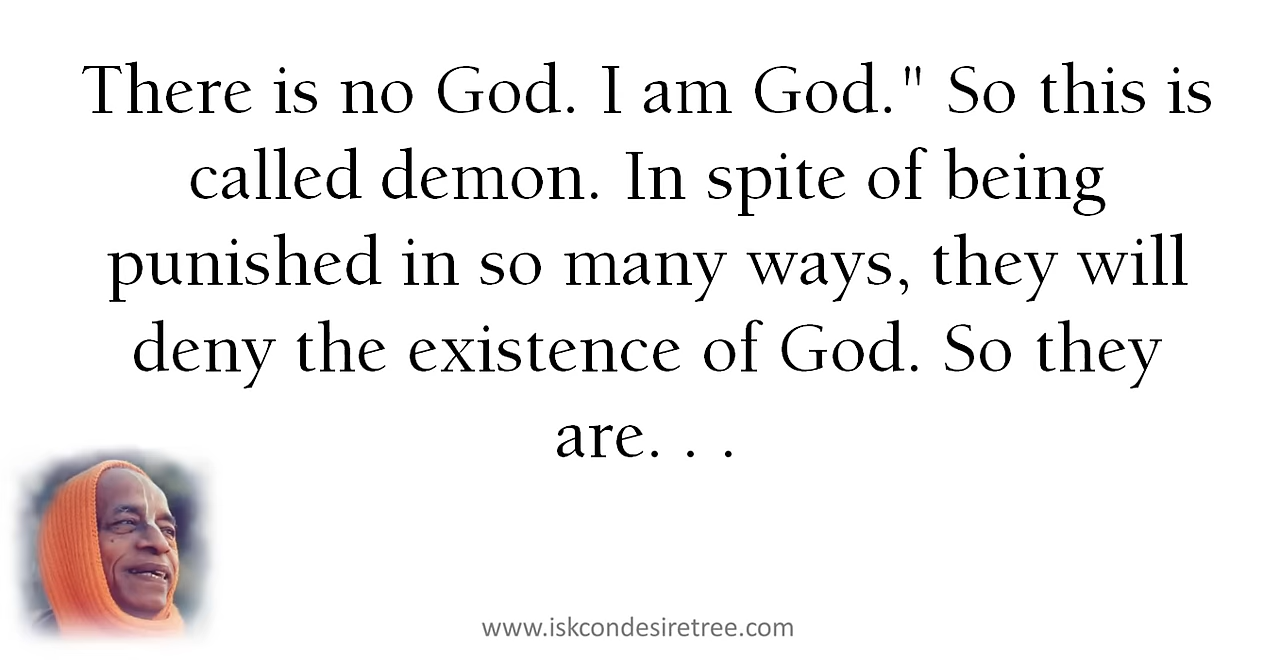 There is no God. I am God." So this is
called demon. In spite of being
punished in so many ways, they will
deny the existence of God. So they
are. . .
www.iskcondesiretree.com